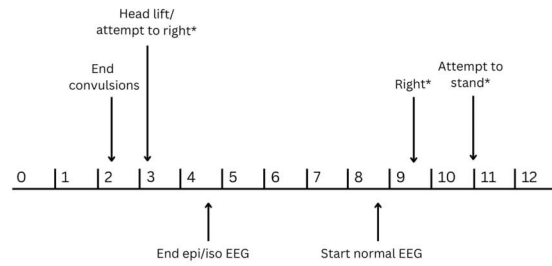 Head lift/
attempt to right*
End
convulsions
Right*
Attempt to
stand*
0 1 2 3 4 5 6 7 8 9 10 11 12
End epi/iso EEG
Start normal EEG